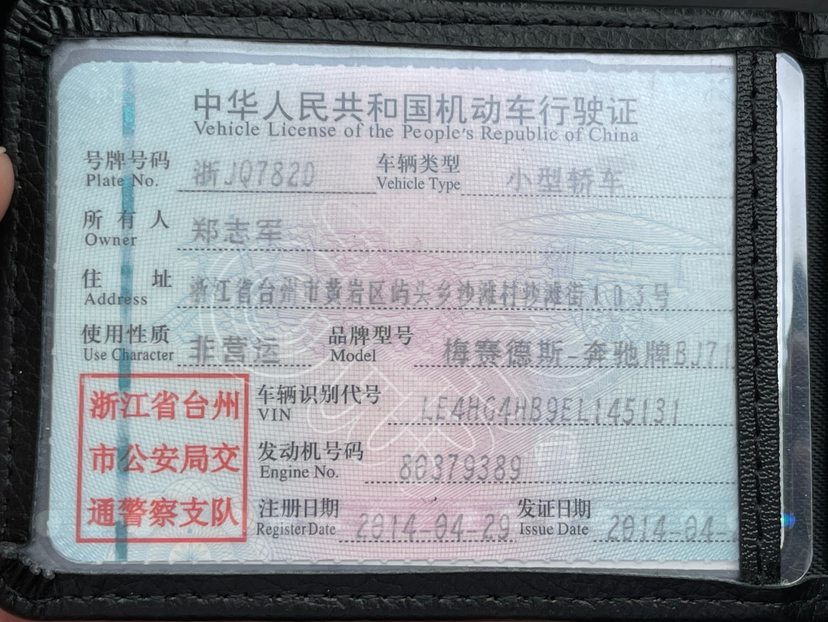 中华人民共和国机动车行驶证
Vehicle License of the People's Republic of China
号牌号码 浙JQ782D 车辆类型 小型轿车
Plate No. Vehicle Type
所有人 郑志军
Owner
住址 浙江省台州市黄岩区屿头乡沙滩村沙滩街103号
Address
使用性质 非营运 品牌型号 梅赛德斯-奔驰牌BJ71
Use Character Model
浙江省台州
市公安局交
通警察支队
车辆识别代号 LE4HG4HB9EL145131
VIN
发动机号码 80379389
Engine No.
注册日期 2014-04-29 发证日期 2014-04-
Register Date Issue Date